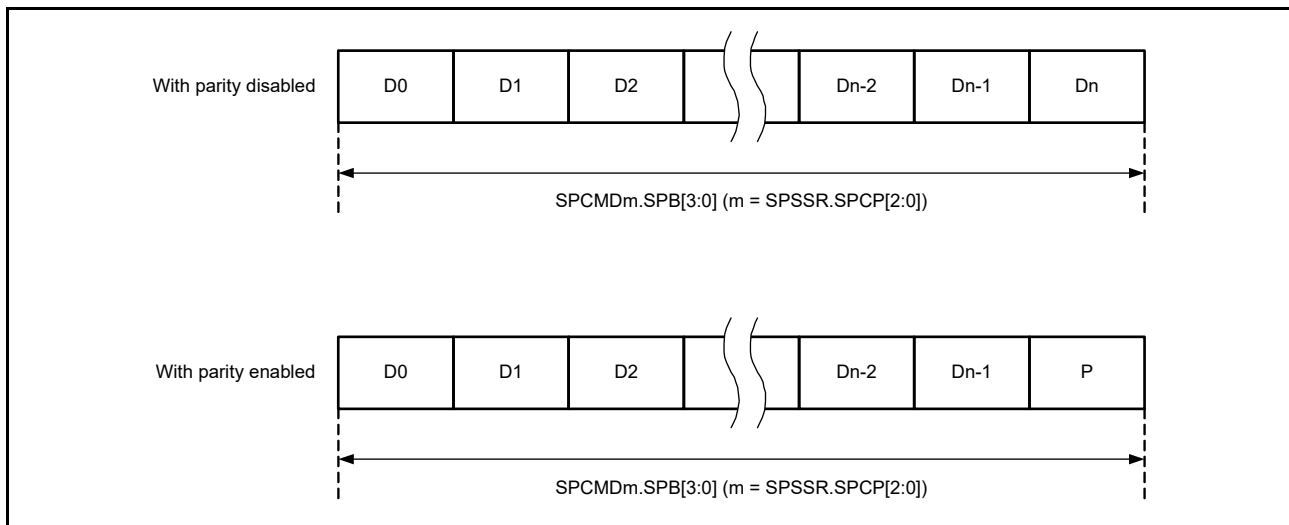 With parity disabled D0 D1 D2 Dn-2 Dn-1 Dn
SPCMDm.SPB[3:0] (m = SPSSR.SPCP[2:0])
With parity enabled D0 D1 D2 Dn-2 Dn-1 P
SPCMDm.SPB[3:0] (m = SPSSR.SPCP[2:0])